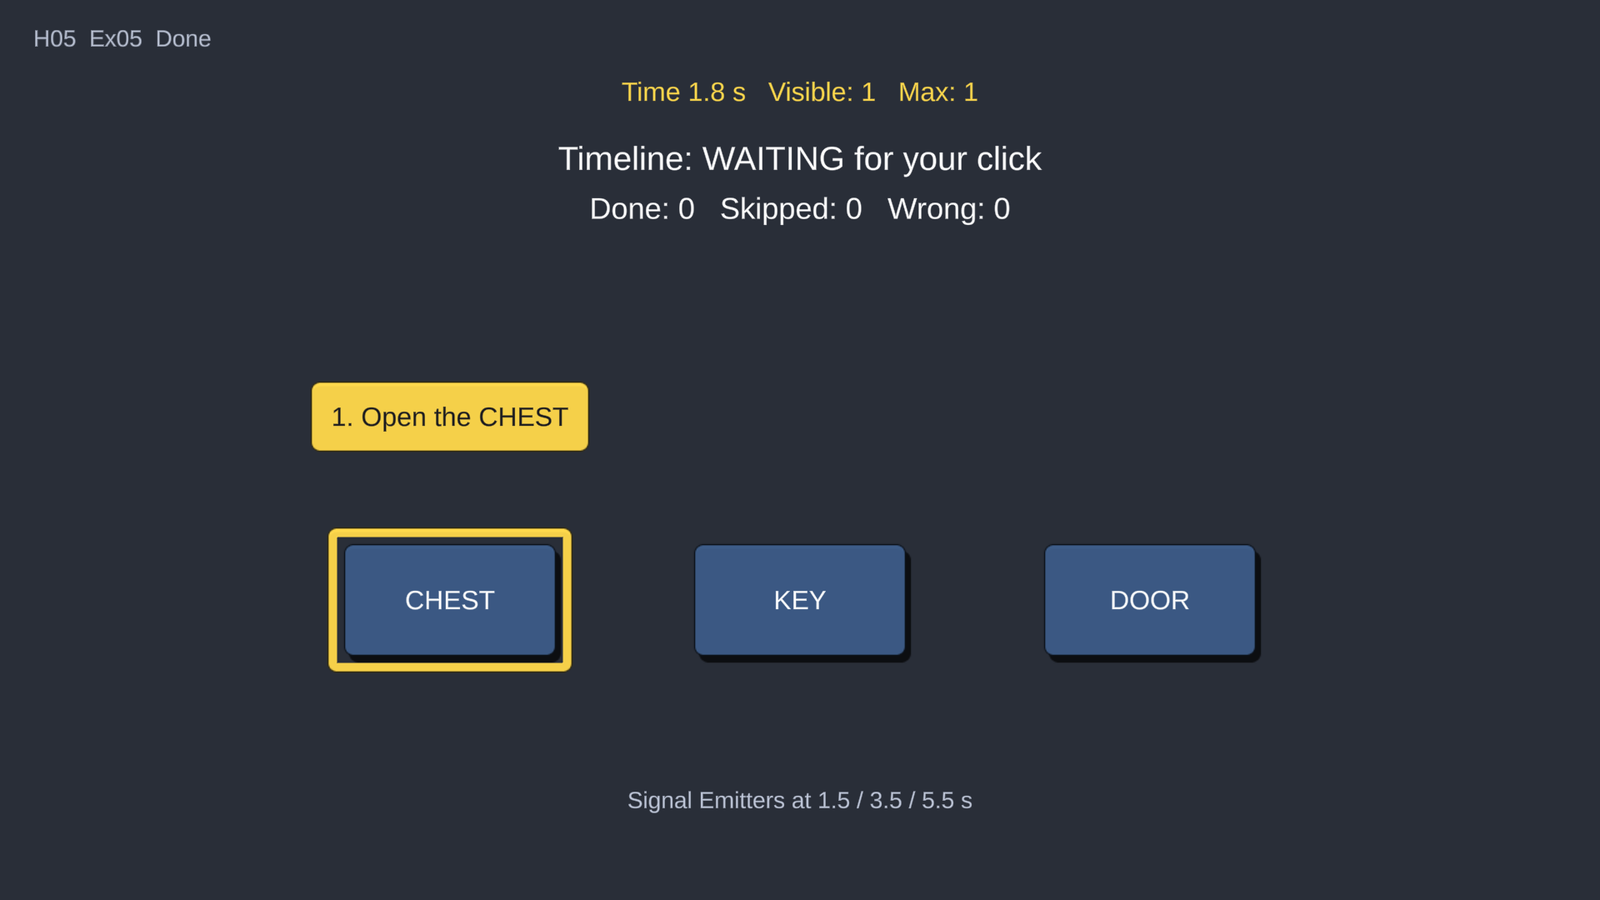 H05 Ex05 Done
Time 1.8 s Visible: 1 Max: 1
Timeline: WAITING for your click
Done: 0 Skipped: 0 Wrong: 0
1. Open the CHEST
CHEST
KEY
DOOR
Signal Emitters at 1.5 / 3.5 / 5.5 s